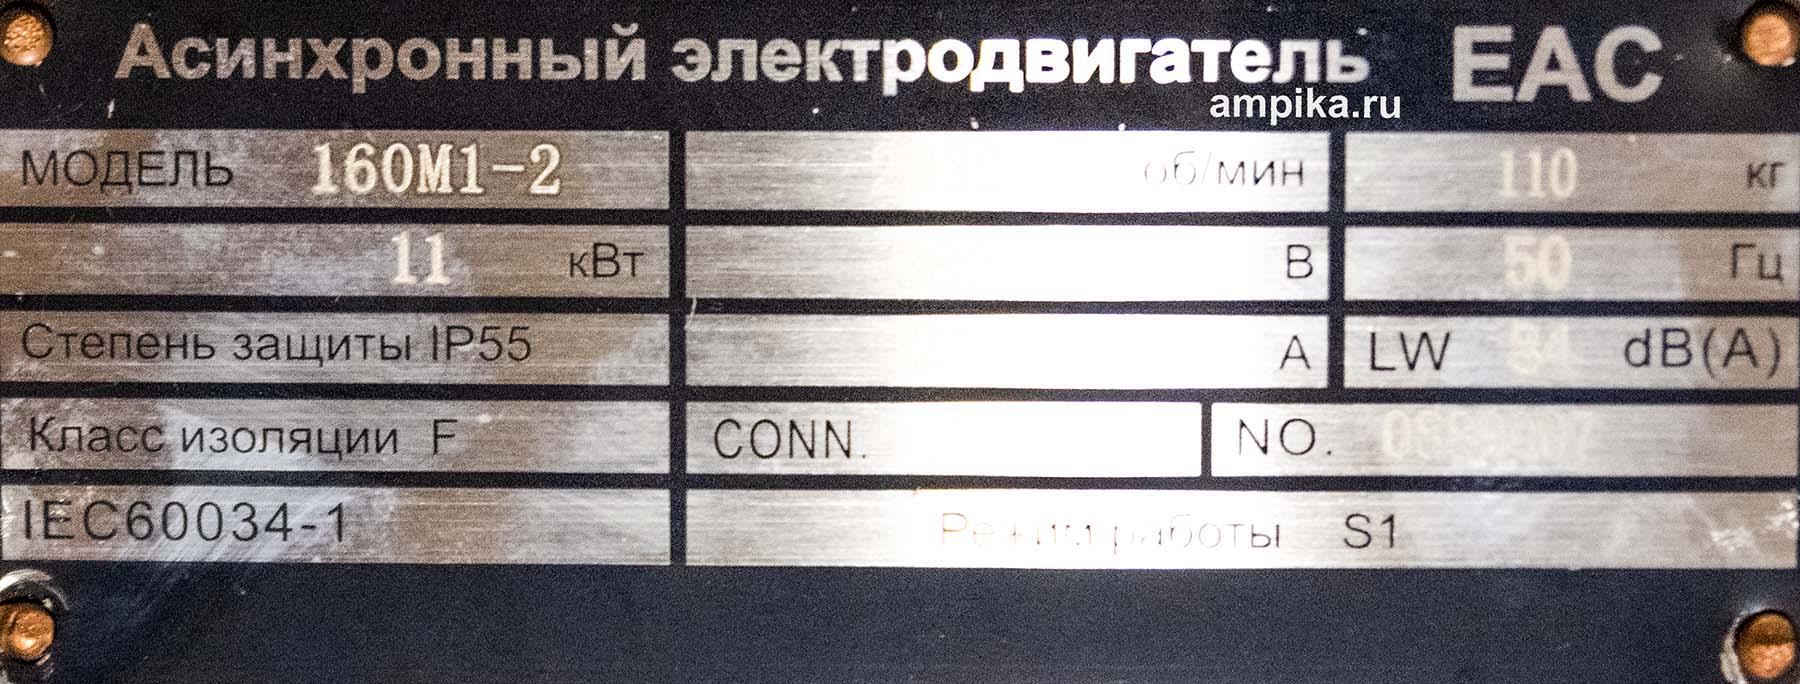 Асинхронный электродвигатель EAC
ampika.ru
МОДЕЛЬ 160M1-2 об/мин 110 кг
11 кВт В 50 Гц
Степень защиты IP55 А LW 84 dB(A)
Класс изоляции F CONN. NO.
IEC60034-1 Режим работы S1